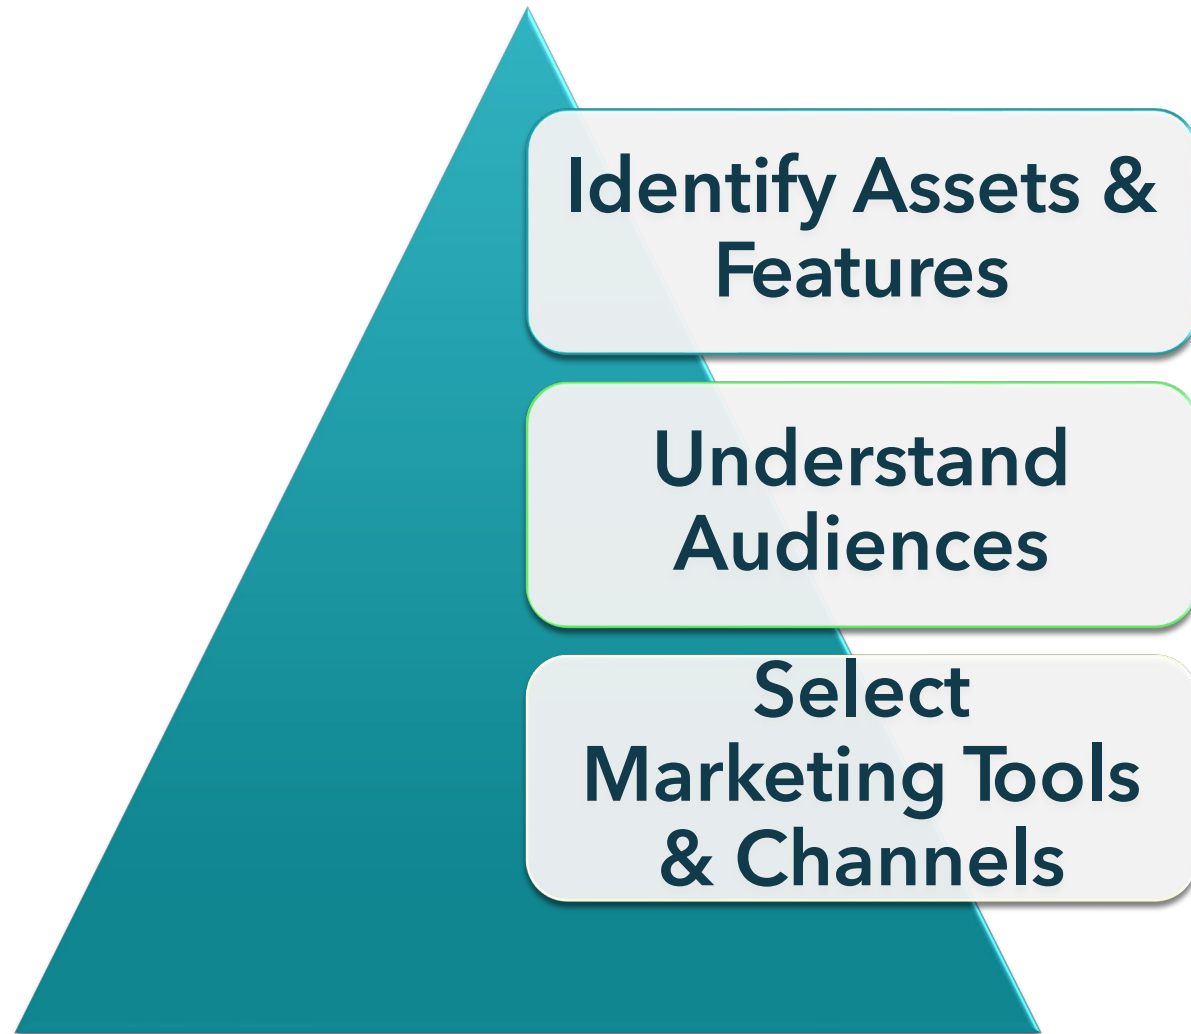 Identify Assets &
Features
Understand
Audiences
Select
Marketing Tools
& Channels